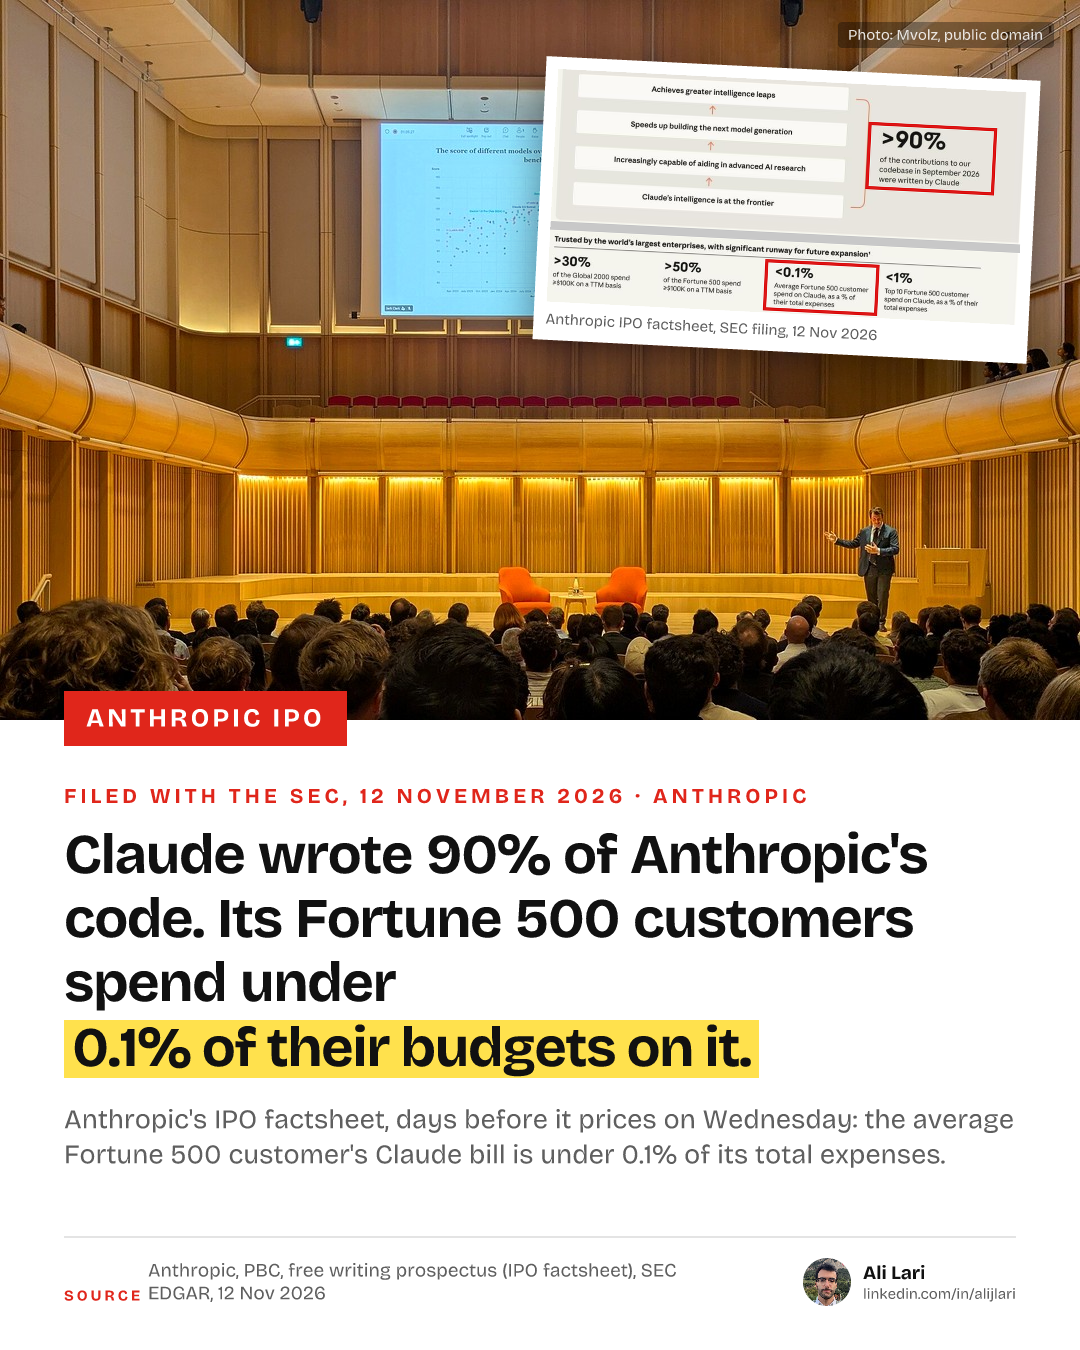 Photo: Mvolz, public domain
The score of different models ov
bench
Achieves greater intelligence leaps
Speeds up building the next model generation
Increasingly capable of aiding in advanced AI research
Claude's intelligence is at the frontier
>90%
of the contributions to our
codebase in September 2026
were written by Claude
Trusted by the world's largest enterprises, with significant runway for future expansion¹
>30%
of the Global 2000 spend
≥$100K on a TTM basis
>50%
of the Fortune 500 spend
≥$100K on a TTM basis
<0.1%
Average Fortune 500 customer
spend on Claude, as a % of
their total expenses
<1%
Top 10 Fortune 500 customer
spend on Claude, as a % of their
total expenses
Anthropic IPO factsheet, SEC filing, 12 Nov 2026
ANTHROPIC IPO
FILED WITH THE SEC, 12 NOVEMBER 2026 · ANTHROPIC
Claude wrote 90% of Anthropic's
code. Its Fortune 500 customers
spend under
0.1% of their budgets on it.
Anthropic's IPO factsheet, days before it prices on Wednesday: the average
Fortune 500 customer's Claude bill is under 0.1% of its total expenses.
SOURCE
Anthropic, PBC, free writing prospectus (IPO factsheet), SEC
EDGAR, 12 Nov 2026
Ali Lari
linkedin.com/in/alijlari